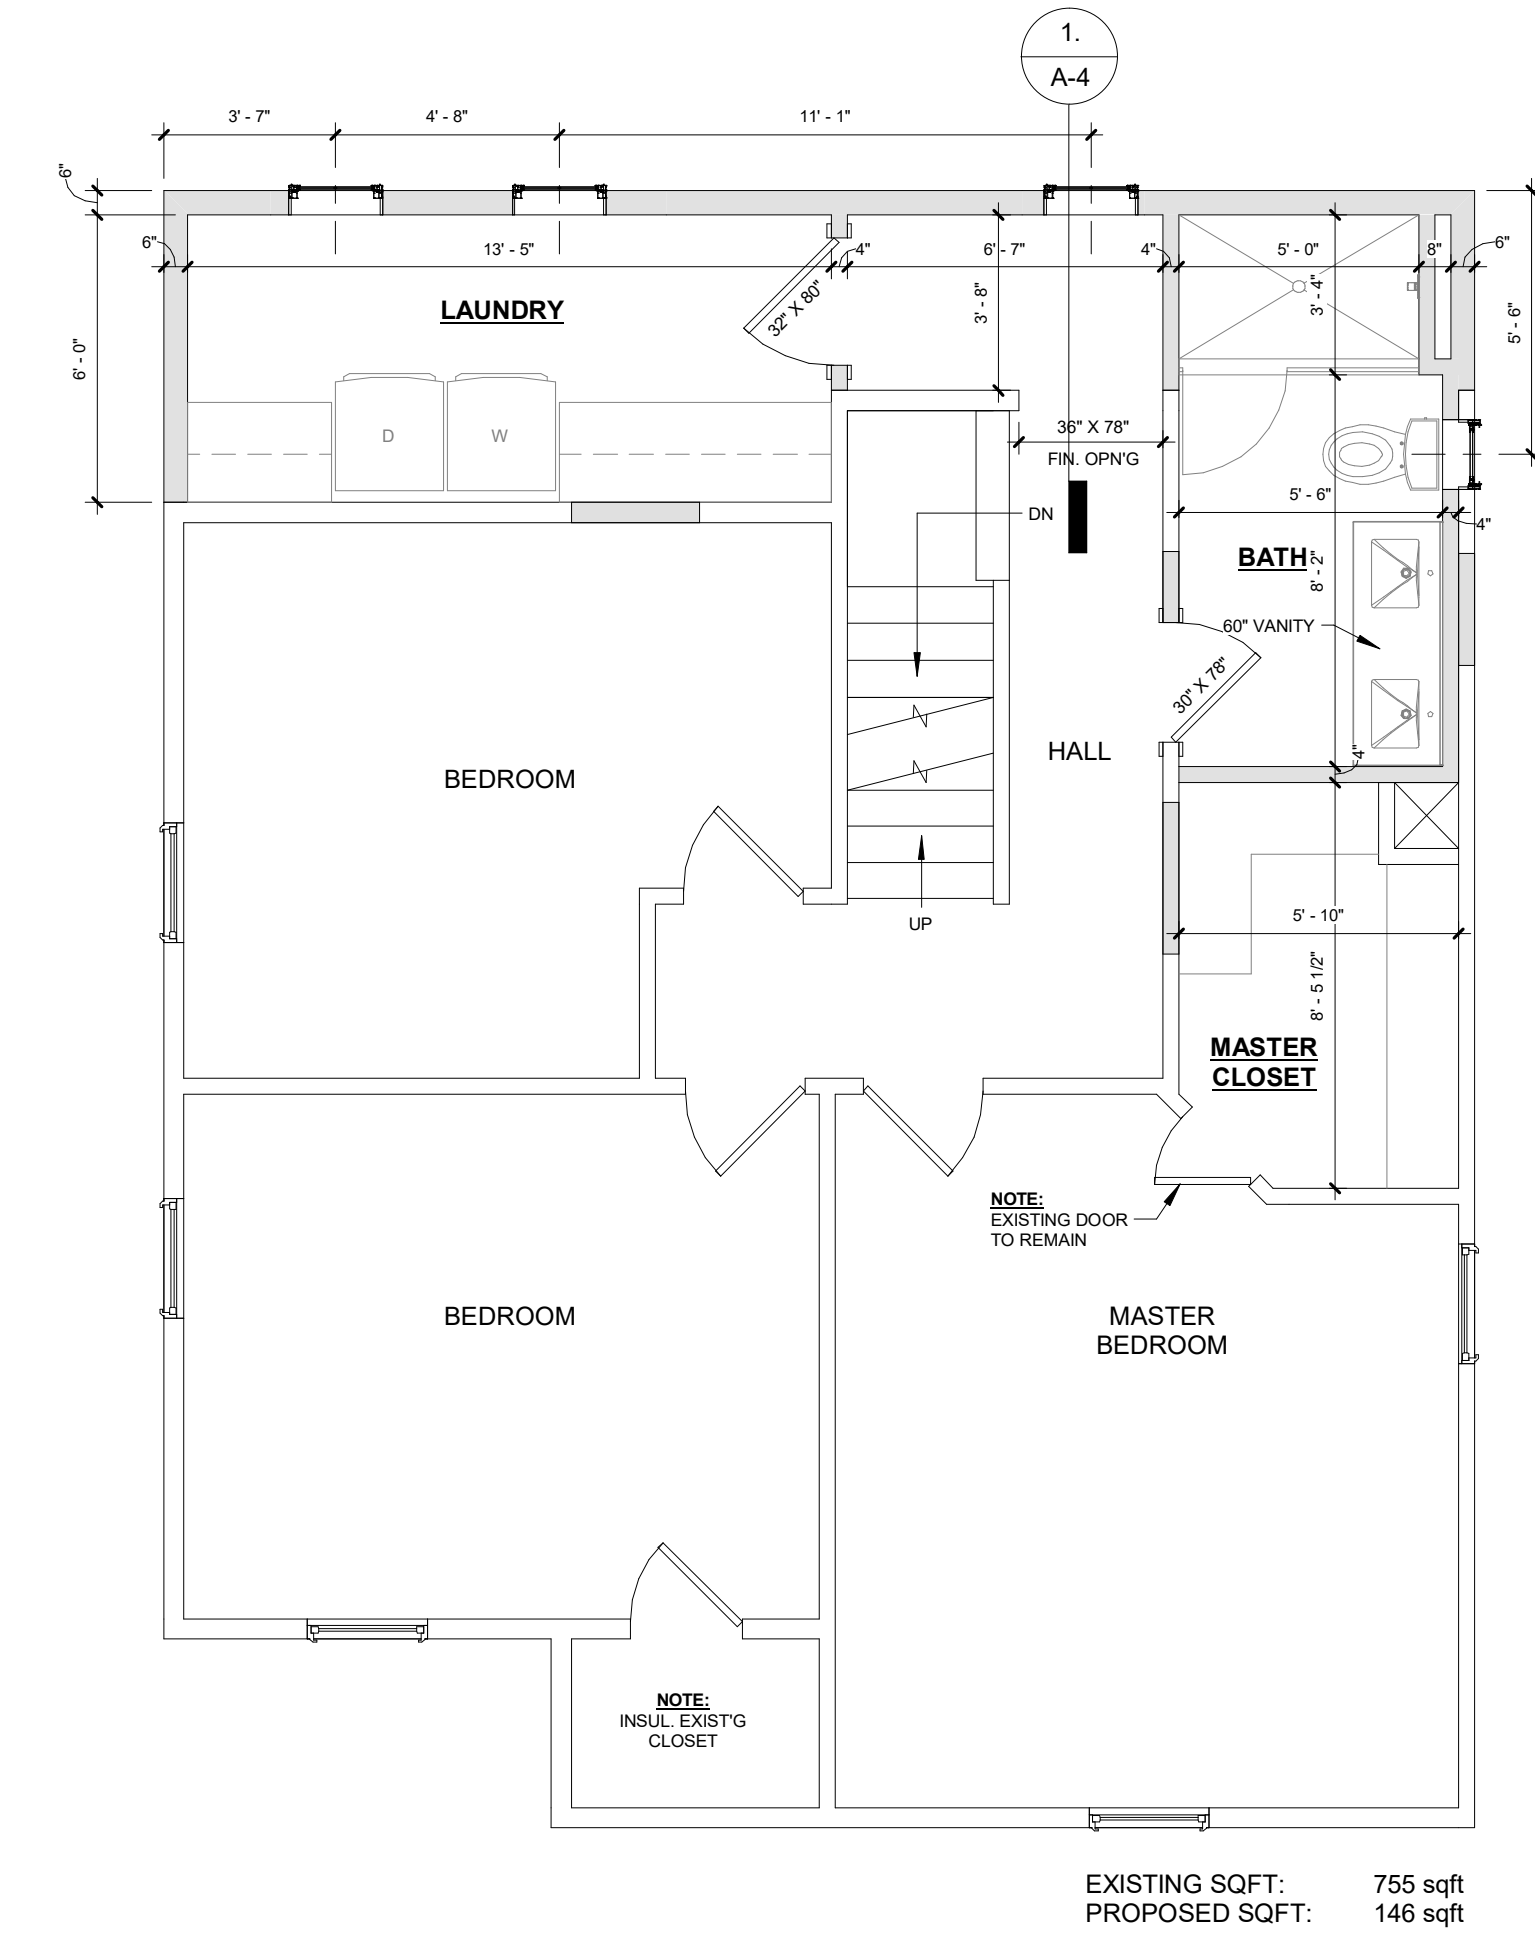 1.
A-4
3' - 7"
4' - 8"
11' - 1"
6"
6"
13' - 5"
4"
6' - 7"
4"
5' - 0"
8"
6"
LAUNDRY
32" X 80"
3' - 8"
3' - 4"
5' - 6"
6' - 0"
D
W
36" X 78"
FIN. OPN'G
5' - 6"
4"
DN
BATH
8' - 2"
60" VANITY
30" X 78"
HALL
4"
BEDROOM
UP
5' - 10"
8' - 5 1/2"
MASTER
CLOSET
NOTE:
EXISTING DOOR
TO REMAIN
BEDROOM
MASTER
BEDROOM
NOTE:
INSUL. EXIST'G
CLOSET
EXISTING SQFT: 755 sqft
PROPOSED SQFT: 146 sqft